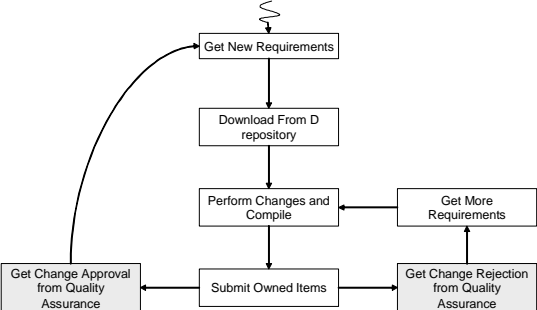 Get New Requirements
Download From D
repository
Perform Changes and
Compile
Get More
Requirements
Get Change Approval
from Quality
Assurance
Submit Owned Items
Get Change Rejection
from Quality
Assurance